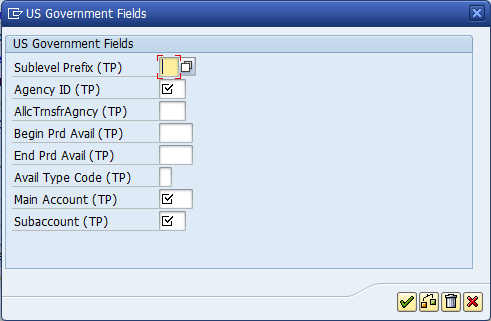 US Government Fields
US Government Fields
Sublevel Prefix (TP)
Agency ID (TP)
AllcTrnsfrAgncy (TP)
Begin Prd Avail (TP)
End Prd Avail (TP)
Avail Type Code (TP)
Main Account (TP)
Subaccount (TP)